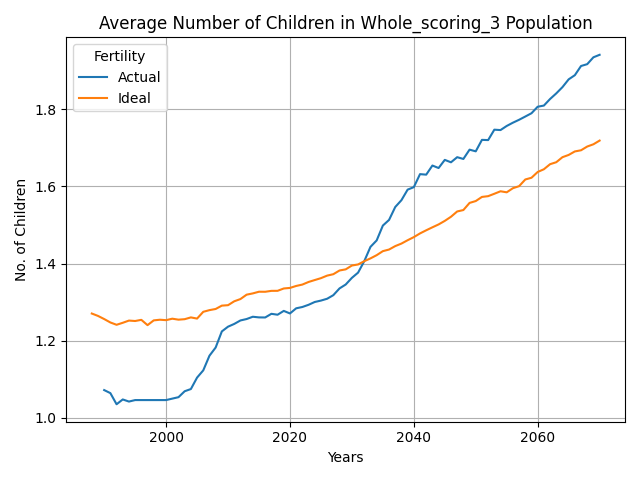 Average Number of Children in Whole_scoring_3 Population
Fertility
Actual
Ideal
No. of Children
1.8
1.6
1.4
1.2
1.0
2000 2020 2040 2060
Years